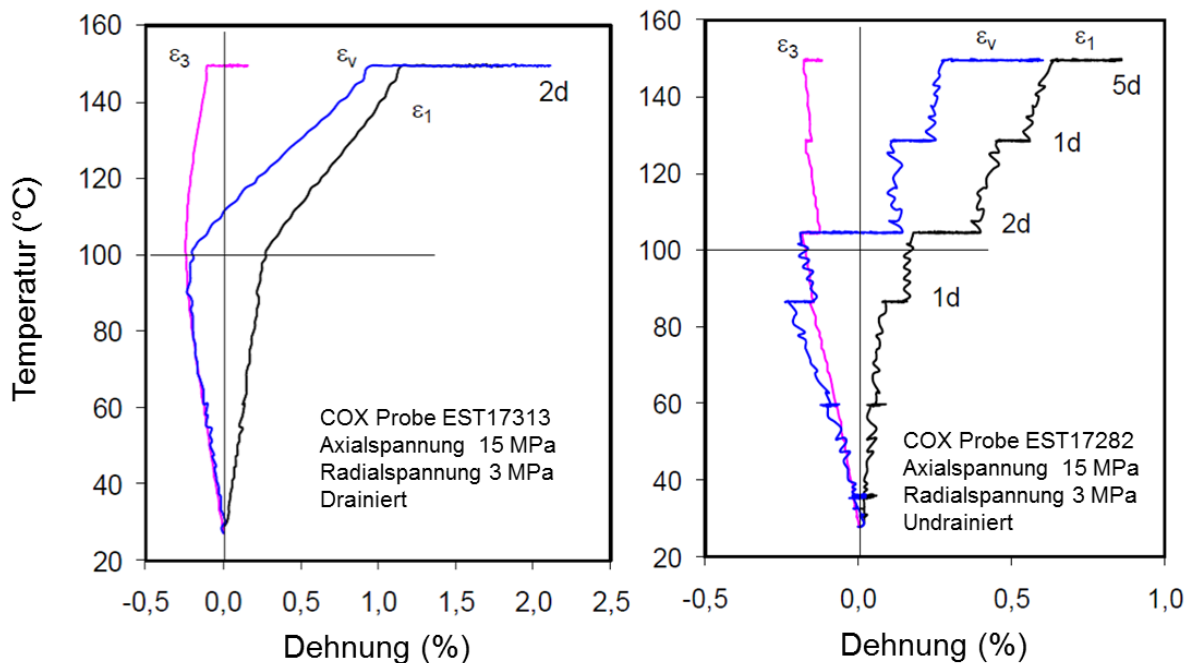 Temperatur (°C)
160
140
120
100
80
60
40
20
ε3
εv
ε1
2d
COX Probe EST17313
Axialspannung 15 MPa
Radialspannung 3 MPa
Drainiert
-0,5
0,0
0,5
1,0
1,5
2,0
2,5
Dehnung (%)
160
140
120
100
80
60
40
20
ε3
εv
ε1
5d
1d
2d
1d
COX Probe EST17282
Axialspannung 15 MPa
Radialspannung 3 MPa
Undrainiert
-0,5
0,0
0,5
1,0
Dehnung (%)